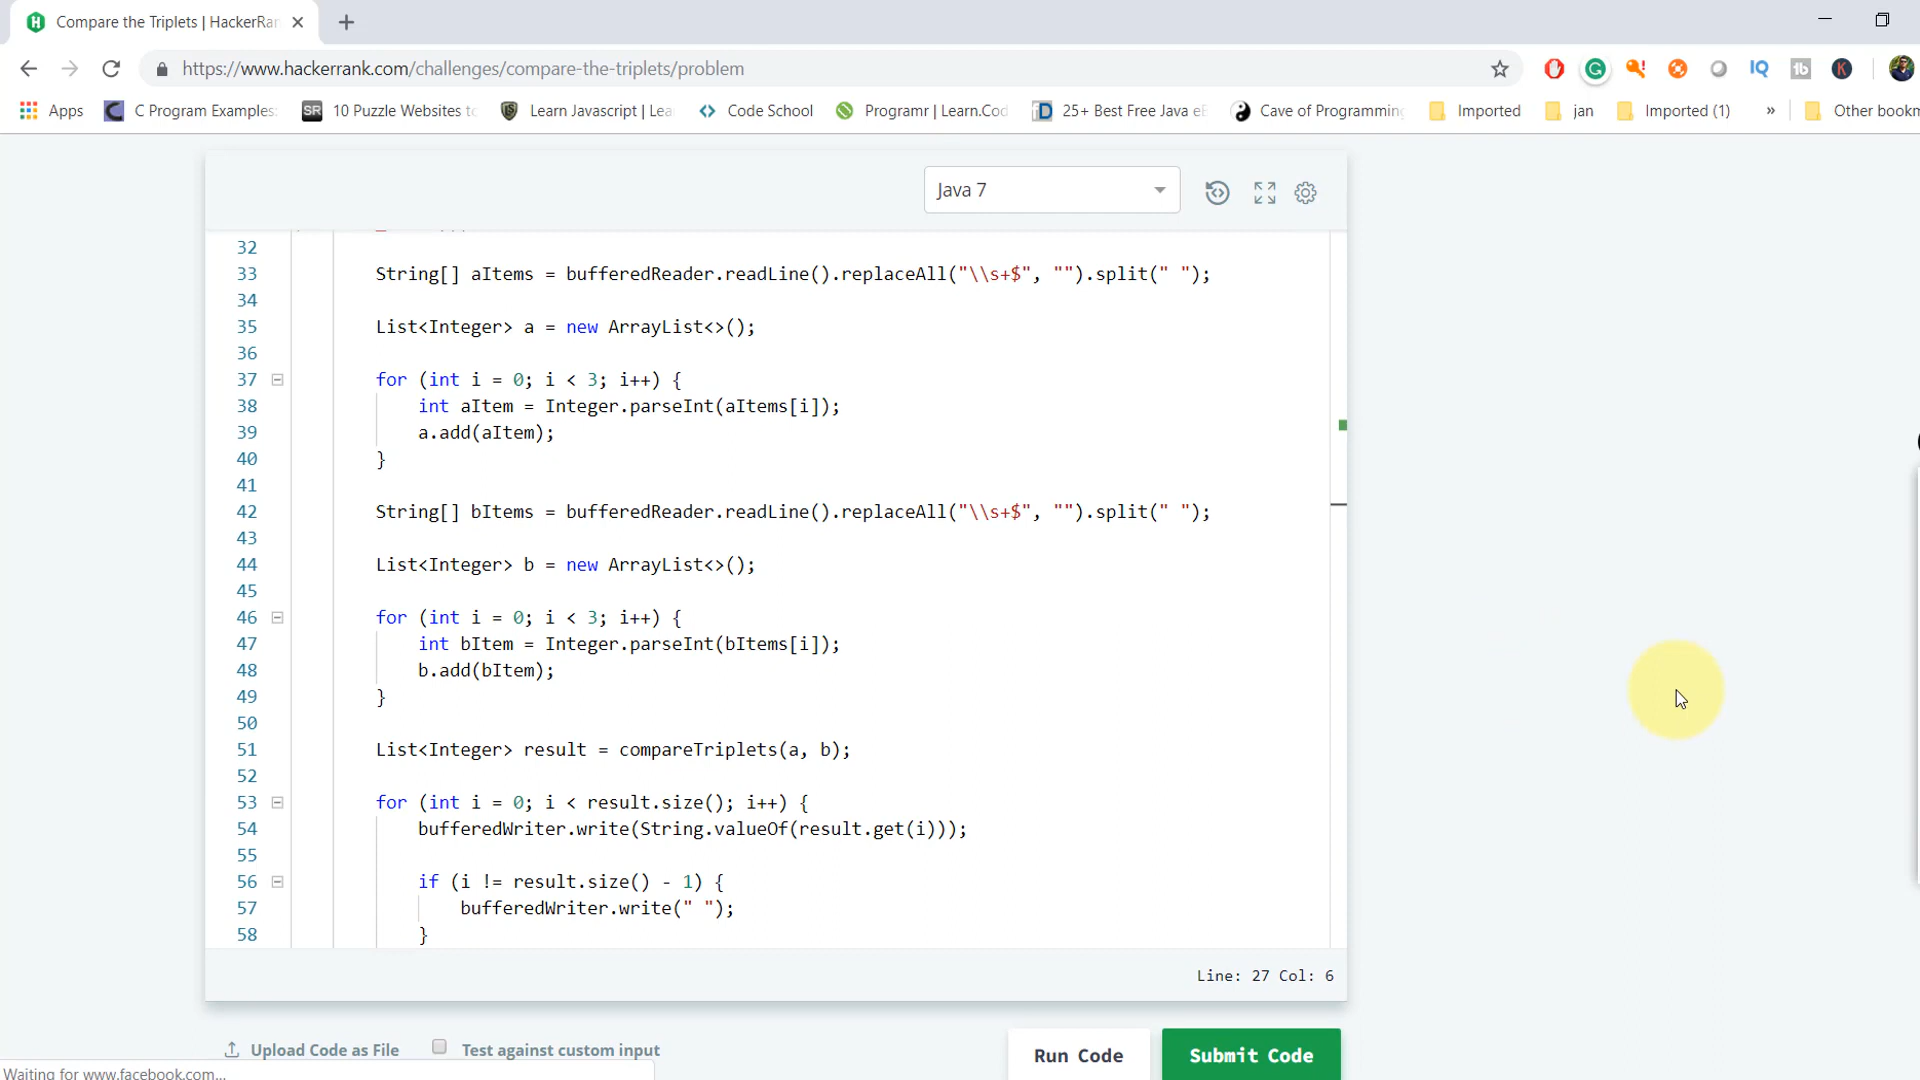 Compare the Triplets | HackerRan
https://www.hackerrank.com/challenges/compare-the-triplets/problem
Apps C Program Examples: 10 Puzzle Websites to Learn Javascript | Lea Code School Programr | Learn.Cod 25+ Best Free Java eB Cave of Programming Imported jan Imported (1) » Other bookm
Java 7
32
33 String[] aItems = bufferedReader.readLine().replaceAll("\\s+$", "").split(" ");
34
35 List<Integer> a = new ArrayList<>();
36
37 for (int i = 0; i < 3; i++) {
38 int aItem = Integer.parseInt(aItems[i]);
39 a.add(aItem);
40 }
41
42 String[] bItems = bufferedReader.readLine().replaceAll("\\s+$", "").split(" ");
43
44 List<Integer> b = new ArrayList<>();
45
46 for (int i = 0; i < 3; i++) {
47 int bItem = Integer.parseInt(bItems[i]);
48 b.add(bItem);
49 }
50
51 List<Integer> result = compareTriplets(a, b);
52
53 for (int i = 0; i < result.size(); i++) {
54 bufferedWriter.write(String.valueOf(result.get(i)));
55
56 if (i != result.size() - 1) {
57 bufferedWriter.write(" ");
58 }
Line: 27 Col: 6
Upload Code as File Test against custom input Run Code Submit Code
Waiting for www.facebook.com...